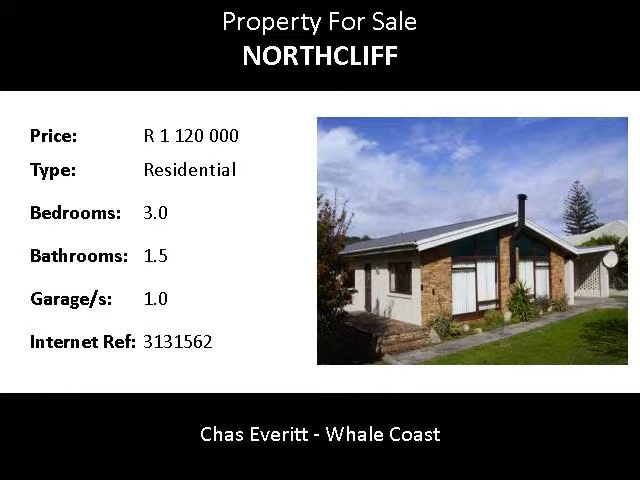 Property For Sale
NORTHCLIFF
Price: R 1 120 000
Type: Residential
Bedrooms: 3.0
Bathrooms: 1.5
Garage/s: 1.0
Internet Ref: 3131562
Chas Everitt - Whale Coast